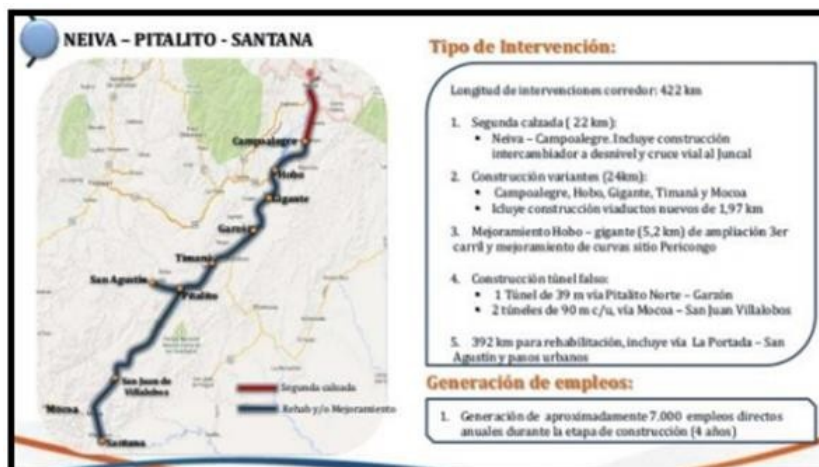 NEIVA – PITALITO - SANTANA
Campoalegre
Hobo
Gigante
Garzón
Timaná
San Agustín
Pitalito
San Juan de
Villalobos
Mocoa
Santana
Segunda calzada
Rehab y/o Mejoramiento
Tipo de Intervención:
Longitud de intervenciones corredor: 422 km
1. Segunda calzada ( 22 km):
• Neiva – Campoalegre. Incluye construcción
intercambiador a desnivel y cruce vial al Juncal
2. Construcción variantes (24km):
• Campoalegre, Hobo, Gigante, Timaná y Mocoa
• Icluye construcción viaductos nuevos de 1,97 km
3. Mejoramiento Hobo – gigante (5,2 km) de ampliación 3er
carril y mejoramiento de curvas sitio Pericongo
4. Construcción túnel falso:
• 1 Túnel de 39 m vía Pitalito Norte – Garzón
• 2 túneles de 90 m c/u, vía Mocoa – San Juan Villalobos
5. 392 km para rehabilitación, incluye vía La Portada – San
Agustín y pasos urbanos
Generación de empleos:
1. Generación de aproximadamente 7.000 empleos directos
anuales durante la etapa de construcción (4 años)